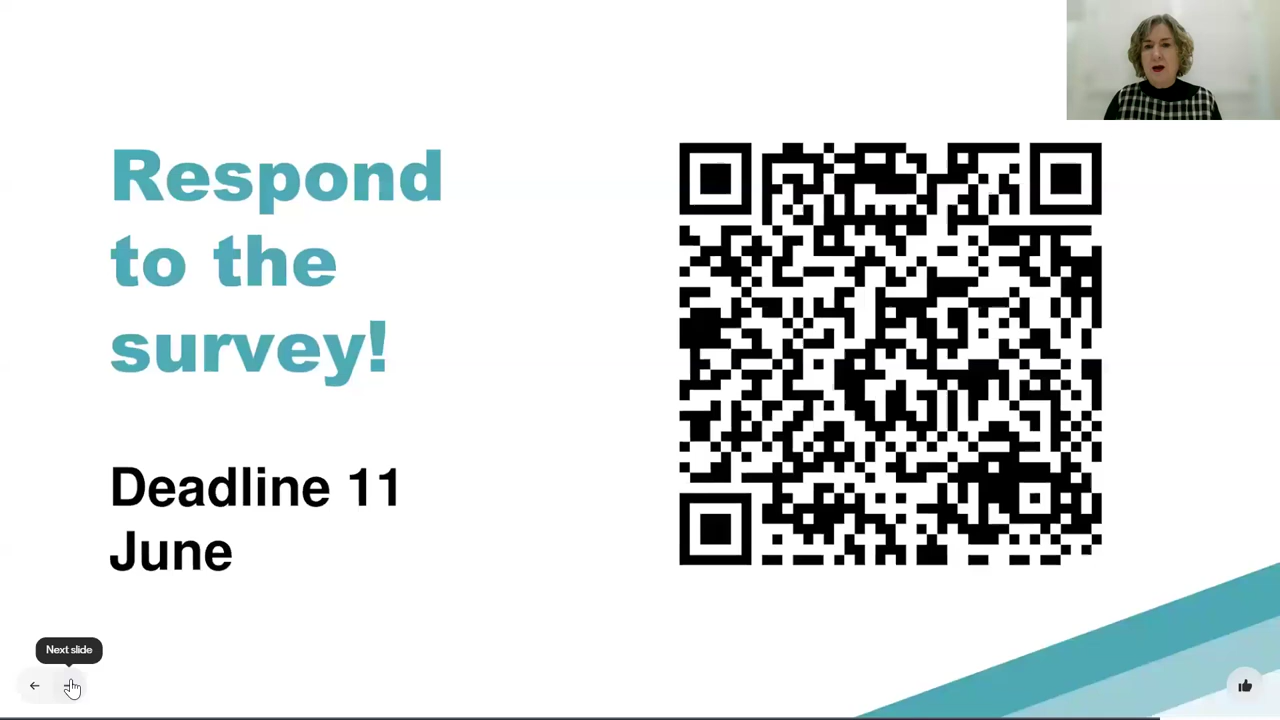 Respond
to the
survey!
Deadline 11
June
Next slide